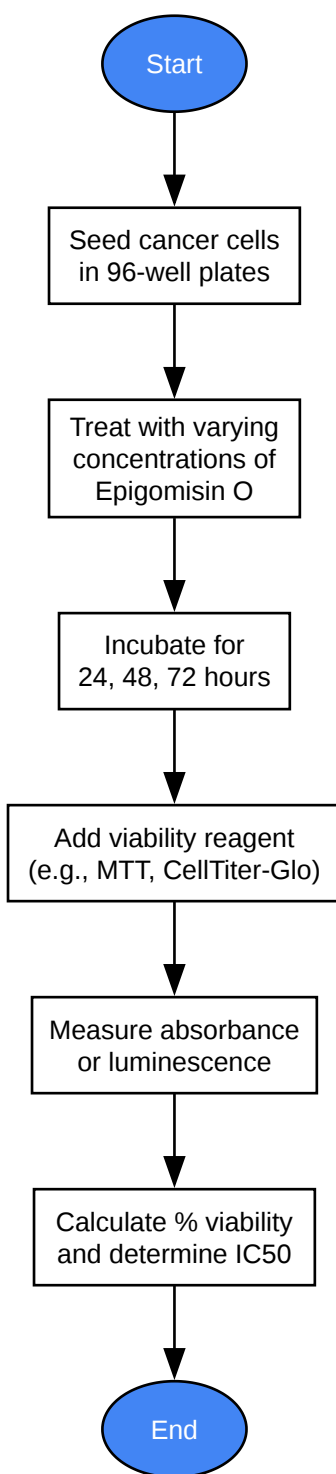 Start
Seed cancer cells
in 96-well plates
Treat with varying
concentrations of
Epigomisin O
Incubate for
24, 48, 72 hours
Add viability reagent
(e.g., MTT, CellTiter-Glo)
Measure absorbance
or luminescence
Calculate % viability
and determine IC50
End